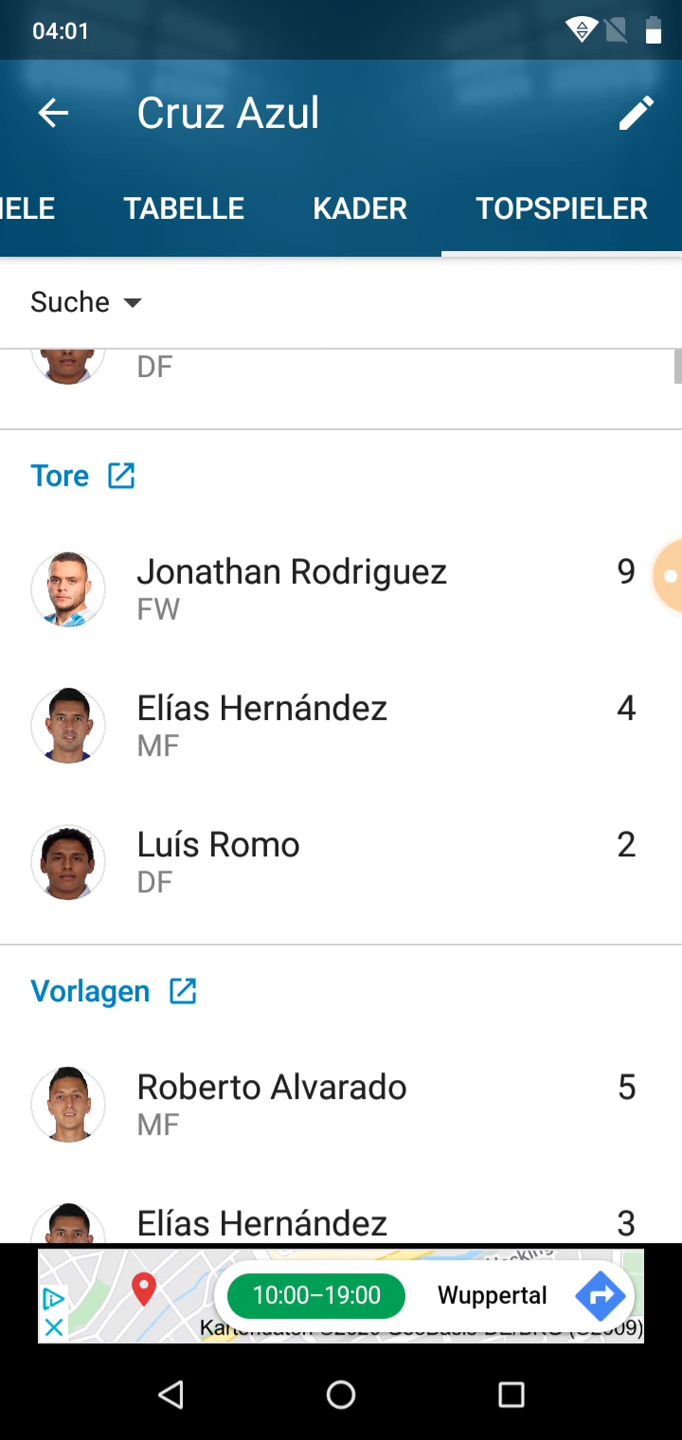 04:01
Cruz Azul
IELE TABELLE KADER TOPSPIELER
Suche
DF
Tore
Jonathan Rodriguez 9
FW
Elías Hernández 4
MF
Luís Romo 2
DF
Vorlagen
Roberto Alvarado 5
MF
Elías Hernández 3
10:00–19:00 Wuppertal